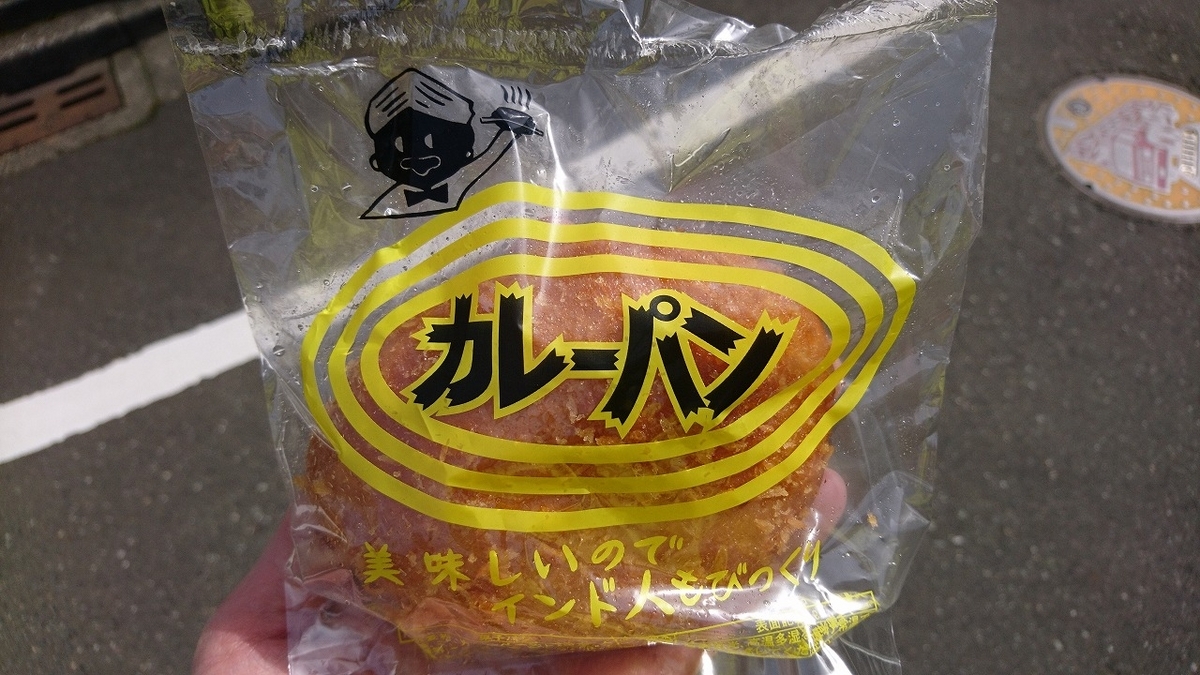 カレーパン
美味しいので
インド人もびっくり